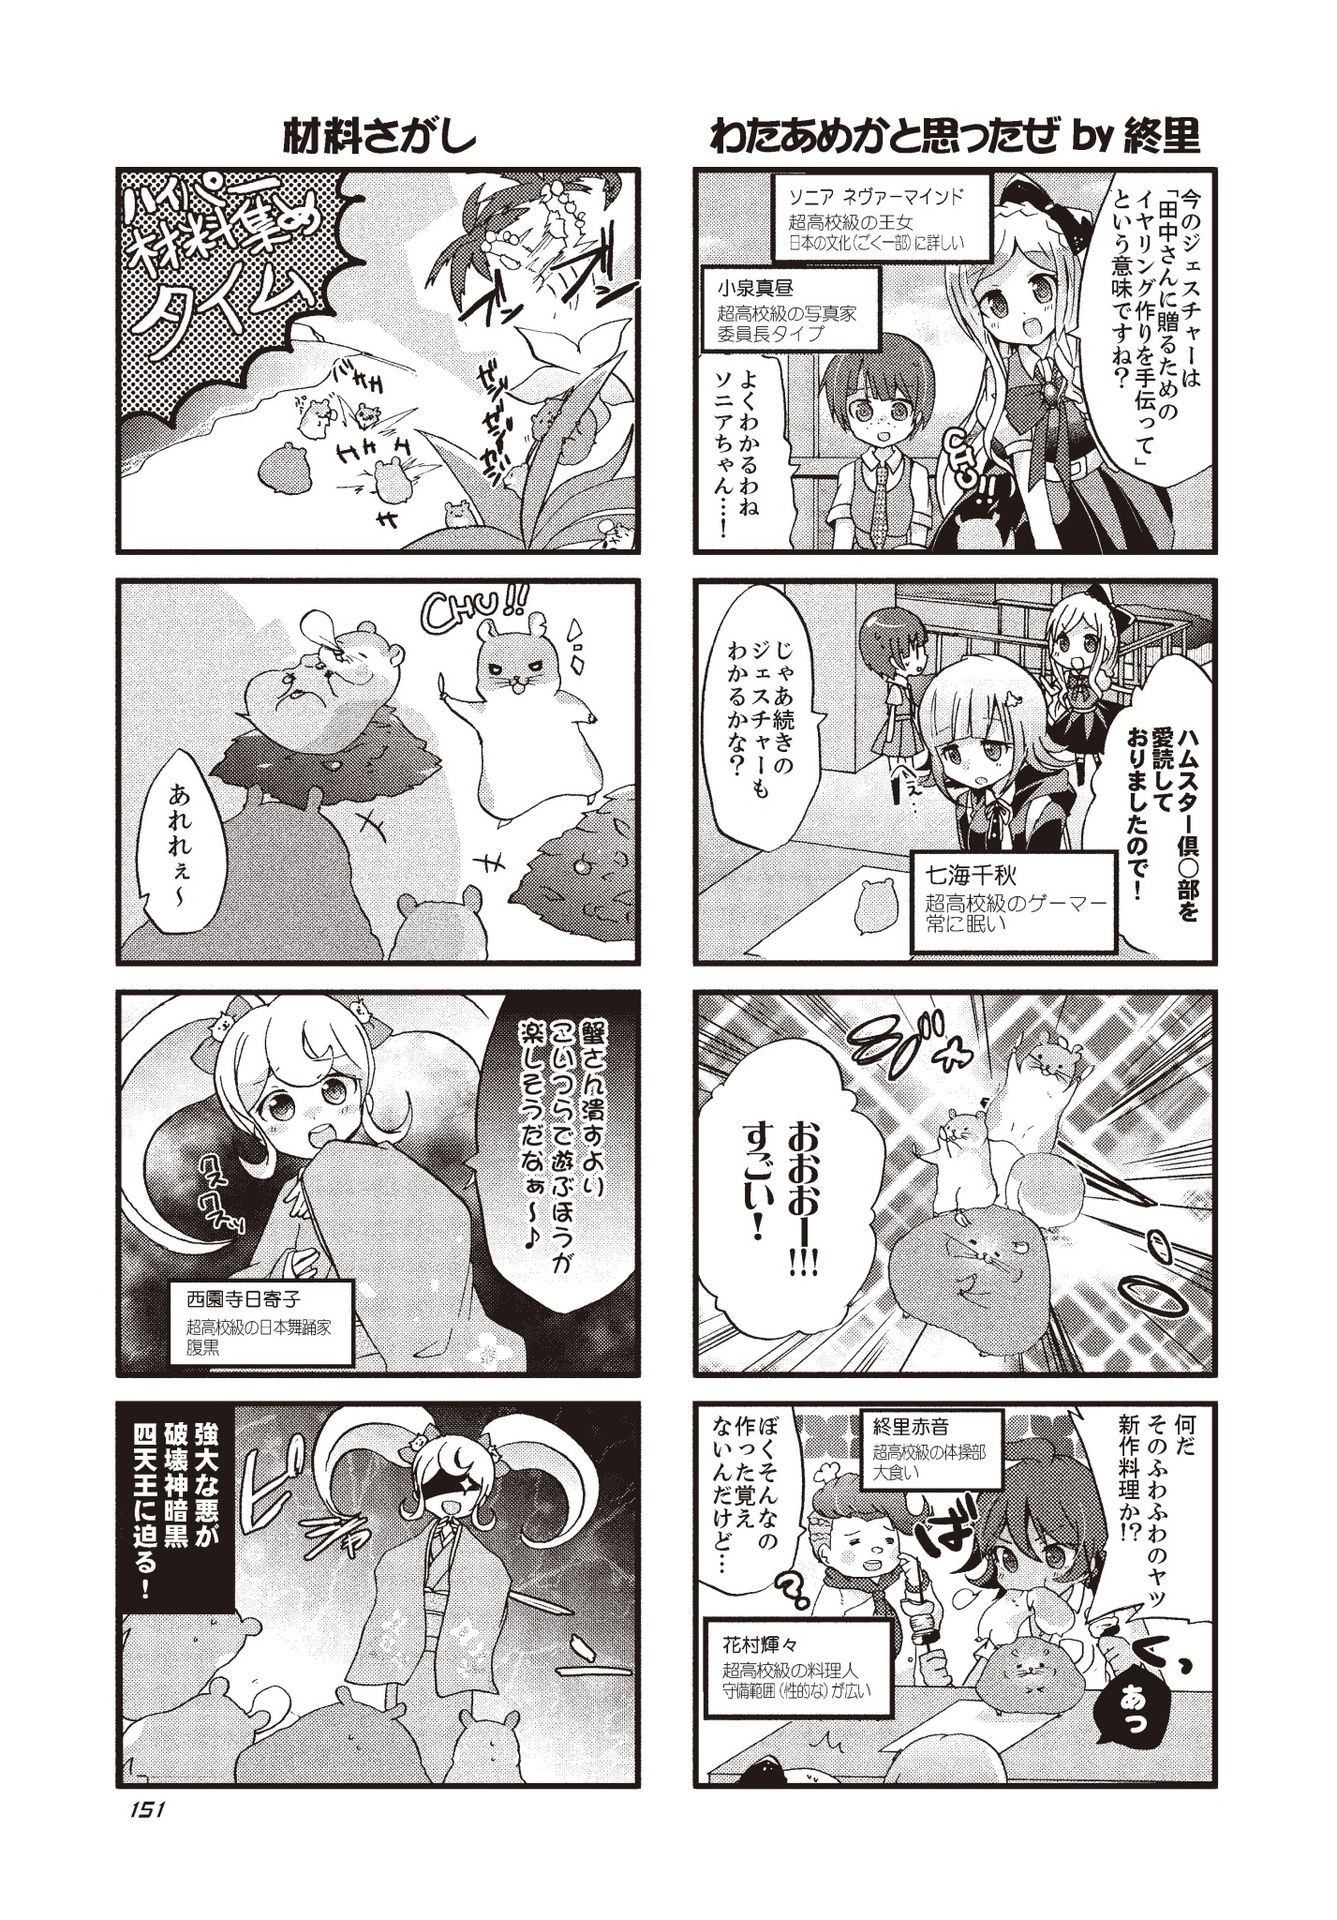 わたあめかと思ったぜ by 終里
今のジェスチャーは
「田中さんに贈るための
イヤリング作りを手伝って」
という意味ですね?
ソニア ネヴァーマインド
超高校級の王女
日本の文化(ごく一部)に詳しい
小泉真昼
超高校級の写真家
委員長タイプ
よくわかるわね
ソニアちゃん…!
CHU!!
ハムスター倶〇部を
愛読して
おりましたので!
へぇ…
じゃあ続きの
ジェスチャーも
わかるかな?
七海千秋
超高校級のゲーマー
常に眠い
おおおー!!!
すごい!
何だ
そのふわふわのヤツ
新作料理か!?
終里赤音
超高校級の体操部
大食い
ぼくそんなの
作った覚え
ないんだけど…
ばく
?
花村輝々
超高校級の料理人
守備範囲(性的な)が広い
あっ
材料さがし
ハイパー
材料集め
タイム
ブンブン
CHU!!
あれれぇ〜
蟹さん潰すより
こいつらで遊ぶほうが
楽しそうだなぁ〜♪
クスクスッ
西園寺日寄子
超高校級の日本舞踊家
腹黒
強大な悪が
破壊神暗黒
四天王に迫る!
151